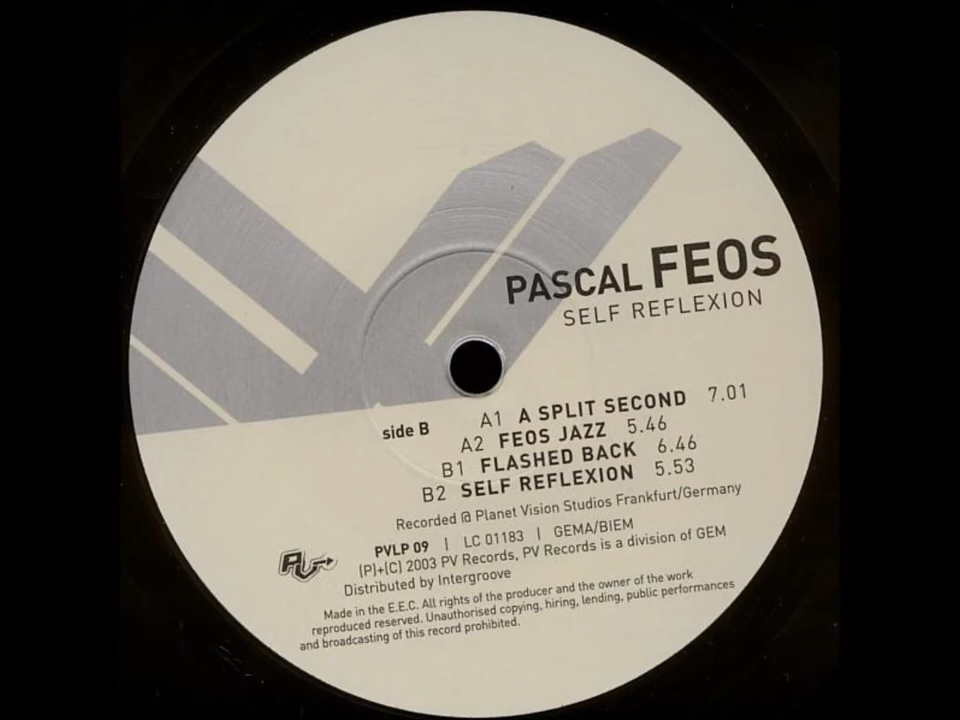 PASCAL FEOS
SELF REFLEXION
side B
A1 A SPLIT SECOND 7.01
A2 FEOS JAZZ 5.46
B1 FLASHED BACK 6.46
B2 SELF REFLEXION 5.53
Recorded @ Planet Vision Studios Frankfurt/Germany
PVLP 09 | LC 01183 | GEMA/BIEM
(P)+(C) 2003 PV Records, PV Records is a division of GEM
Distributed by Intergroove
PV
Made in the E.E.C. All rights of the producer and the owner of the work
reproduced reserved. Unauthorised copying, hiring, lending, public performances
and broadcasting of this record prohibited.